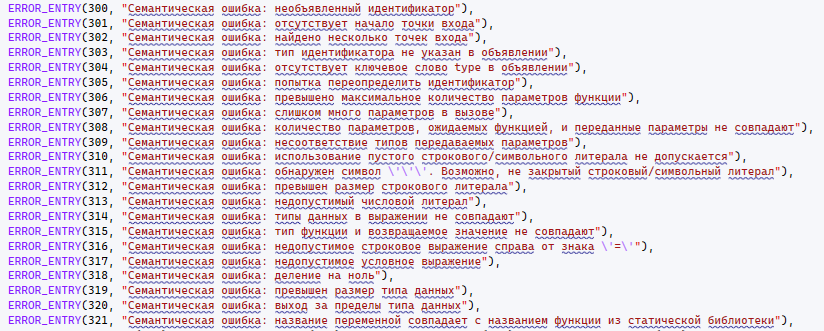 ERROR_ENTRY(300, "Семантическая ошибка: необъявленный идентификатор"),
ERROR_ENTRY(301, "Семантическая ошибка: отсутствует начало точки входа"),
ERROR_ENTRY(302, "Семантическая ошибка: найдено несколько точек входа"),
ERROR_ENTRY(303, "Семантическая ошибка: тип идентификатора не указан в объявлении"),
ERROR_ENTRY(304, "Семантическая ошибка: отсутствует ключевое слово type в объявлении"),
ERROR_ENTRY(305, "Семантическая ошибка: попытка переопределить идентификатор"),
ERROR_ENTRY(306, "Семантическая ошибка: превышено максимальное количество параметров функции"),
ERROR_ENTRY(307, "Семантическая ошибка: слишком много параметров в вызове"),
ERROR_ENTRY(308, "Семантическая ошибка: количество параметров, ожидаемых функцией, и переданные параметры не совпадают"),
ERROR_ENTRY(309, "Семантическая ошибка: несоответствие типов передаваемых параметров"),
ERROR_ENTRY(310, "Семантическая ошибка: использование пустого строкового/символьного литерала не допускается"),
ERROR_ENTRY(311, "Семантическая ошибка: обнаружен символ \'\'\'. Возможно, не закрытый строковый/символьный литерал"),
ERROR_ENTRY(312, "Семантическая ошибка: превышен размер строкового литерала"),
ERROR_ENTRY(313, "Семантическая ошибка: недопустимый числовой литерал"),
ERROR_ENTRY(314, "Семантическая ошибка: типы данных в выражении не совпадают"),
ERROR_ENTRY(315, "Семантическая ошибка: тип функции и возвращаемое значение не совпадают"),
ERROR_ENTRY(316, "Семантическая ошибка: недопустимое строковое выражение справа от знака \'=\'"),
ERROR_ENTRY(317, "Семантическая ошибка: недопустимое условное выражение"),
ERROR_ENTRY(318, "Семантическая ошибка: деление на ноль"),
ERROR_ENTRY(319, "Семантическая ошибка: превышен размер типа данных"),
ERROR_ENTRY(320, "Семантическая ошибка: выход за пределы типа данных"),
ERROR_ENTRY(321, "Семантическая ошибка: название переменной совпадает с названием функции из статической библиотеки"),